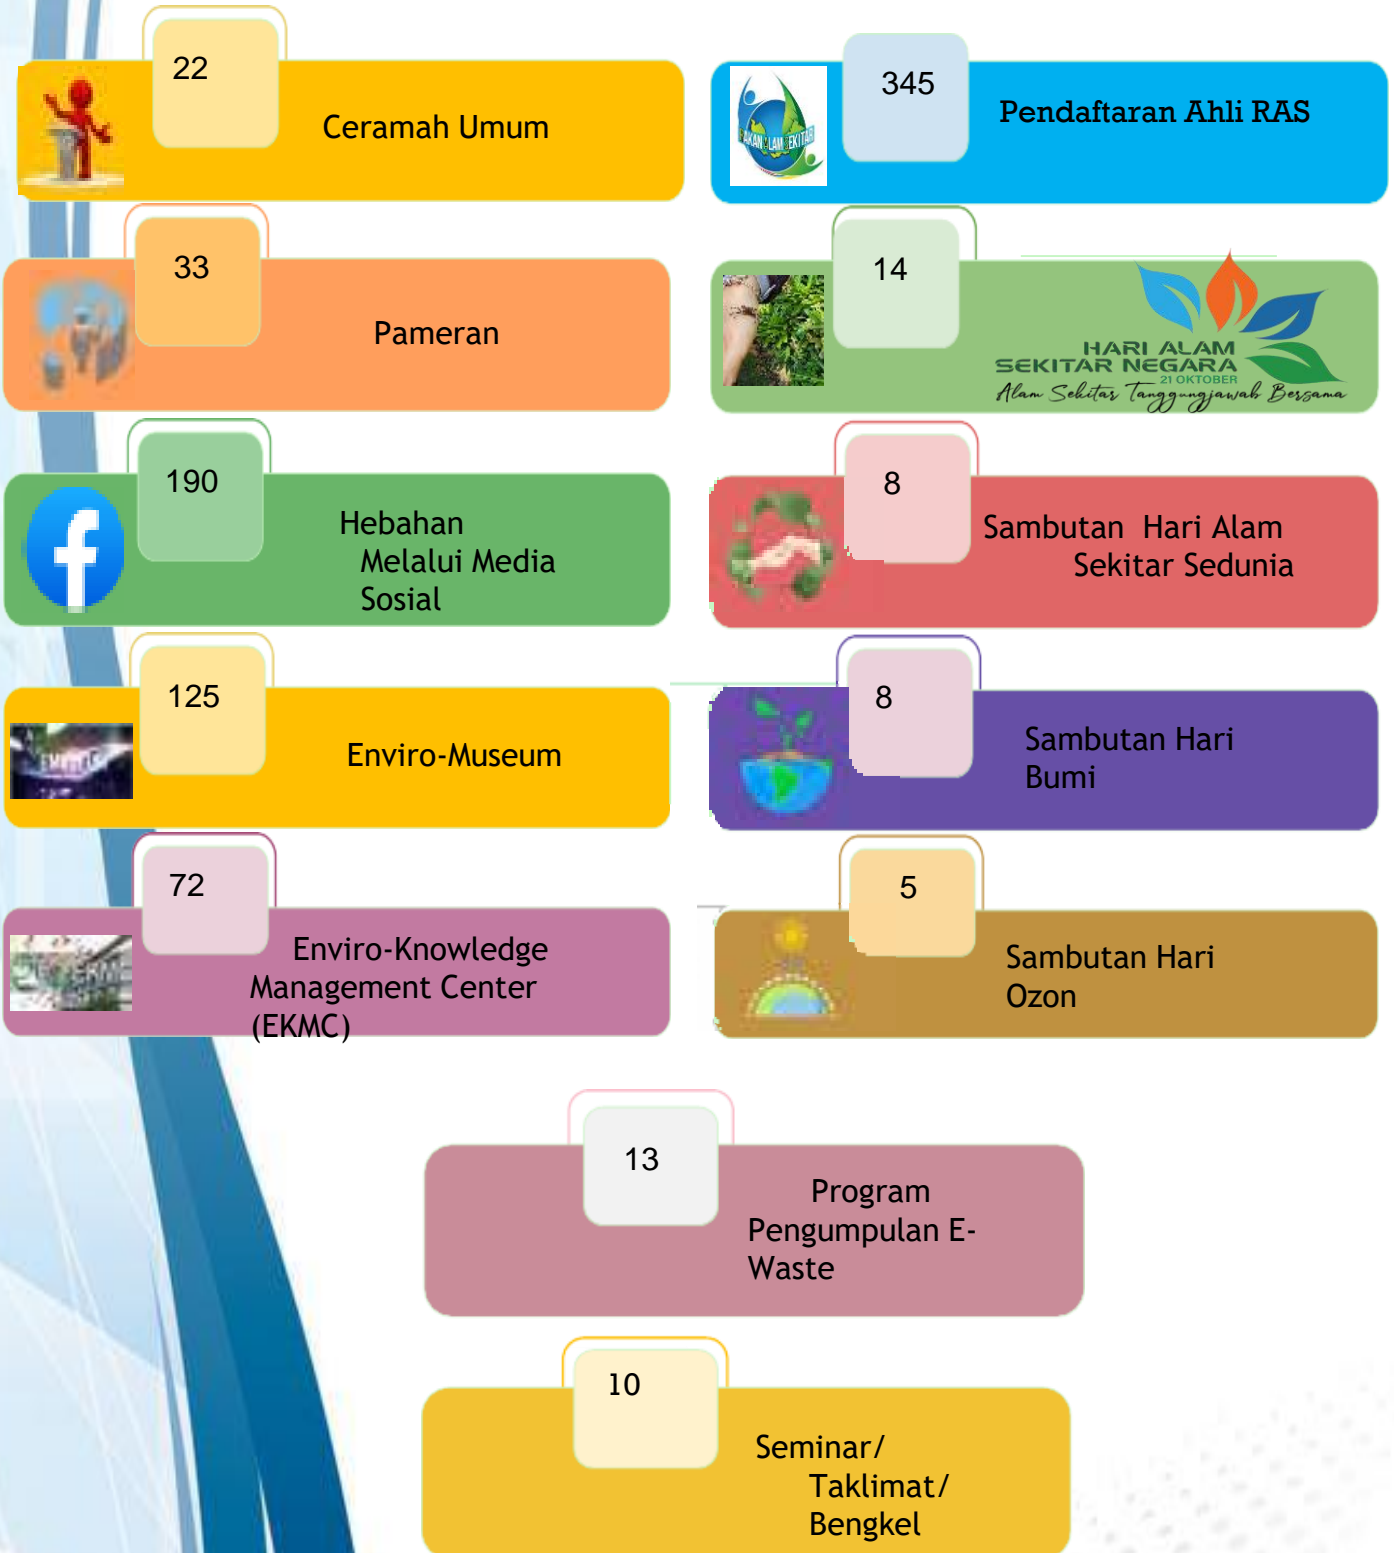 22
Ceramah Umum
345
Pendaftaran Ahli RAS
33
Pameran
14
HARI ALAM
SEKITAR NEGARA
21 OKTOBER
Alam Sekitar Tanggungjawab Bersama
190
Hebahan
Melalui Media
Sosial
8
Sambutan Hari Alam
Sekitar Sedunia
125
Enviro-Museum
8
Sambutan Hari
Bumi
72
Enviro-Knowledge
Management Center
(EKMC)
5
Sambutan Hari
Ozon
13
Program
Pengumpulan E-
Waste
10
Seminar/
Taklimat/
Bengkel